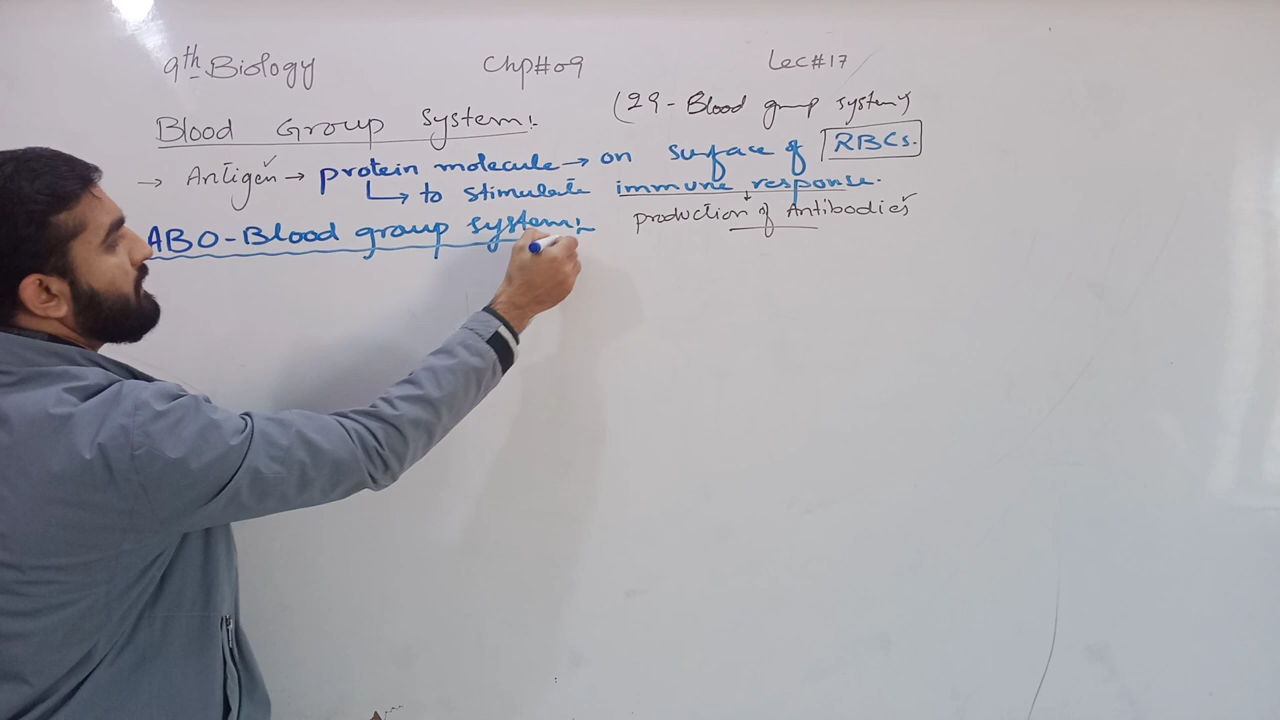 9th Biology Chp#09 Lec#17
(29-Blood group system)
Blood Group System:
→ Antigen → protein molecule → on surface of RBCs.
↳ to stimulate immune response.
production of Antibodies
ABO-Blood group system: